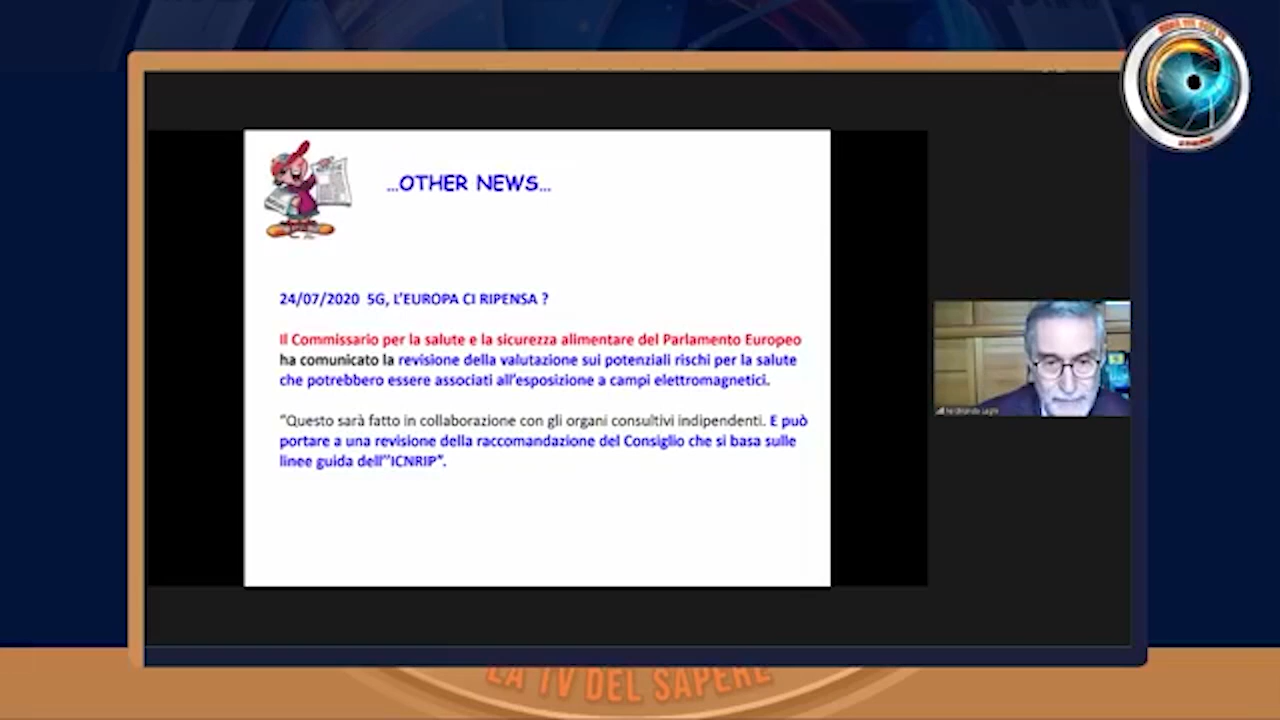 …OTHER NEWS…
24/07/2020 5G, L'EUROPA CI RIPENSA ?
Il Commissario per la salute e la sicurezza alimentare del Parlamento Europeo
ha comunicato la revisione della valutazione sui potenziali rischi per la salute
che potrebbero essere associati all'esposizione a campi elettromagnetici.
“Questo sarà fatto in collaborazione con gli organi consultivi indipendenti. E può
portare a una revisione della raccomandazione del Consiglio che si basa sulle
linee guida dell'”ICNRIP”.
LA TV DEL SAPERE